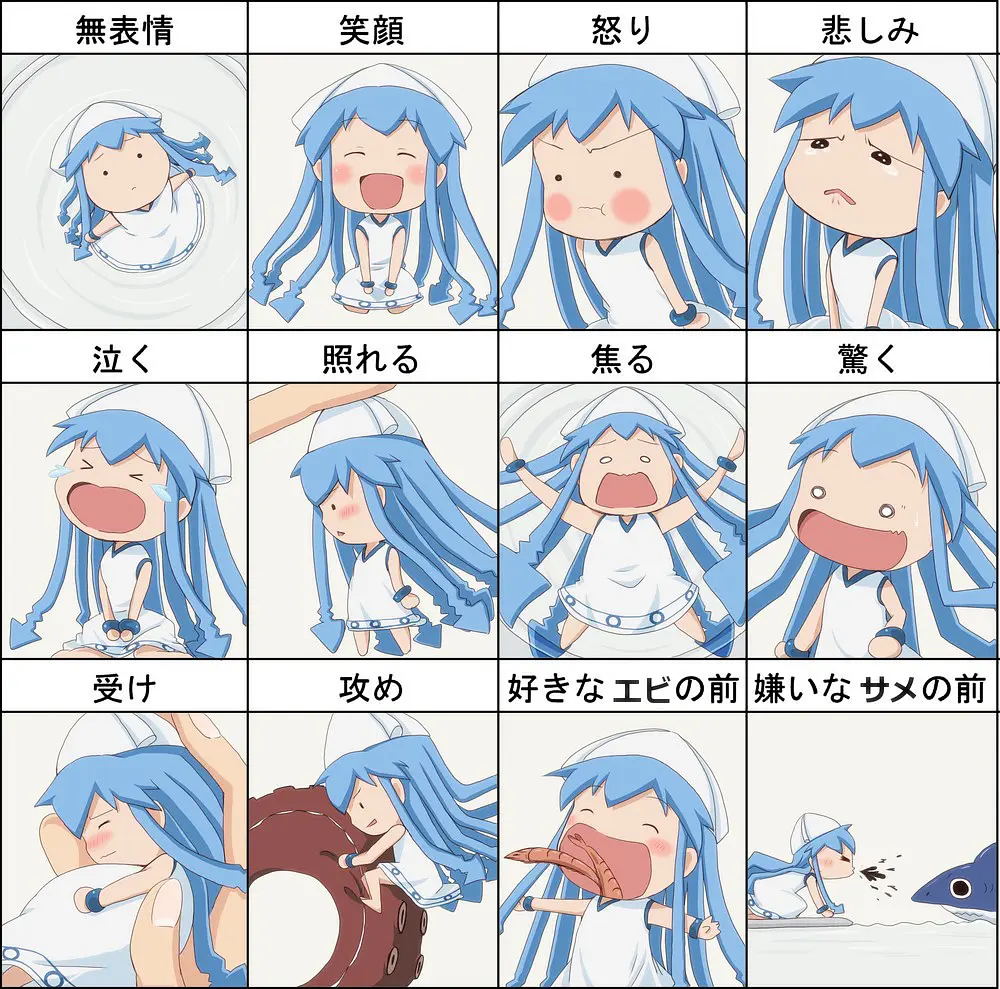 無表情
笑顔
怒り
悲しみ
泣く
照れる
焦る
驚く
受け
攻め
好きなエビの前
嫌いなサメの前